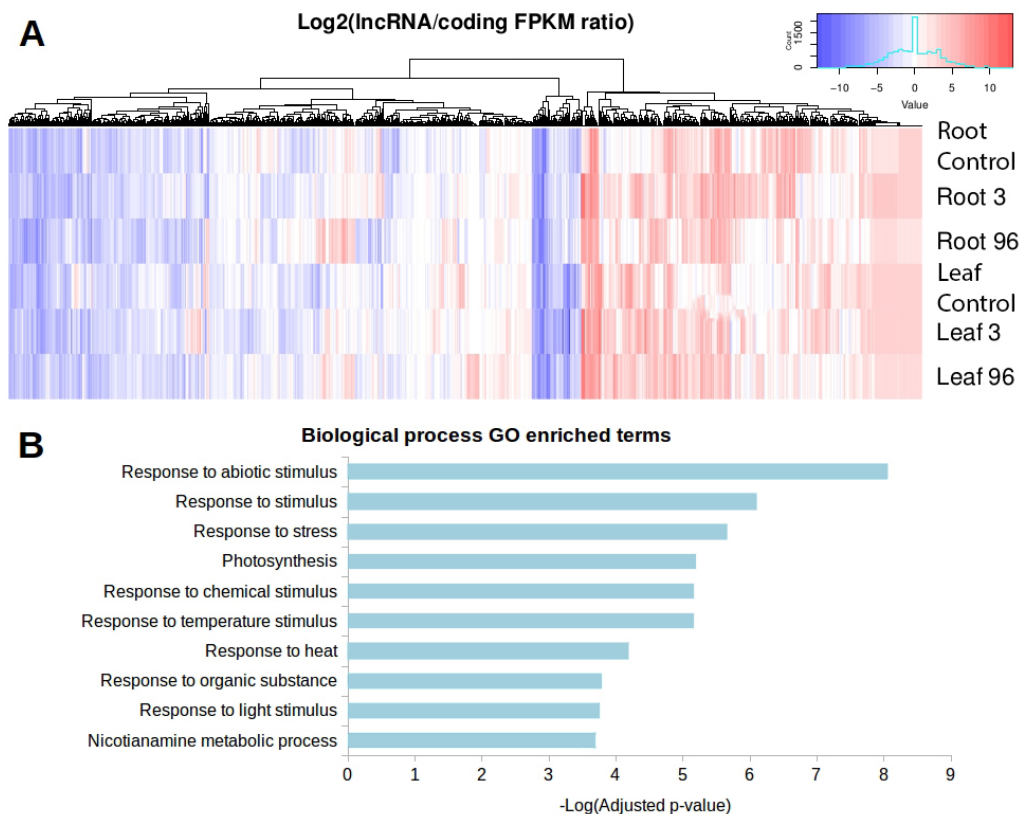 A
Log2(lncRNA/coding FPKM ratio)
Count
0
1500
−10
−5
0
5
10
Value
Root
Control
Root 3
Root 96
Leaf
Control
Leaf 3
Leaf 96
B
Biological process GO enriched terms
Response to abiotic stimulus
Response to stimulus
Response to stress
Photosynthesis
Response to chemical stimulus
Response to temperature stimulus
Response to heat
Response to organic substance
Response to light stimulus
Nicotianamine metabolic process
0 1 2 3 4 5 6 7 8 9
-Log(Adjusted p-value)